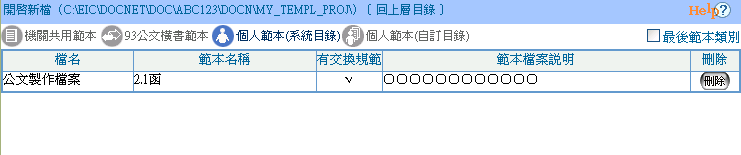 開啓新檔（C:\EIC\DOCNET\DOC\ABC123\DOCN\MY_TEMPL_PROJ\）〔 回上層目錄 〕 Help?
機關共用範本 93公文橫書範本 個人範本(系統目錄) 個人範本(自訂目錄) 最後範本類別
檔名 範本名稱 有交換規範 範本檔案説明 刪除
公文製作檔案 2.1函 v ○○○○○○○○○○○○ 刪除